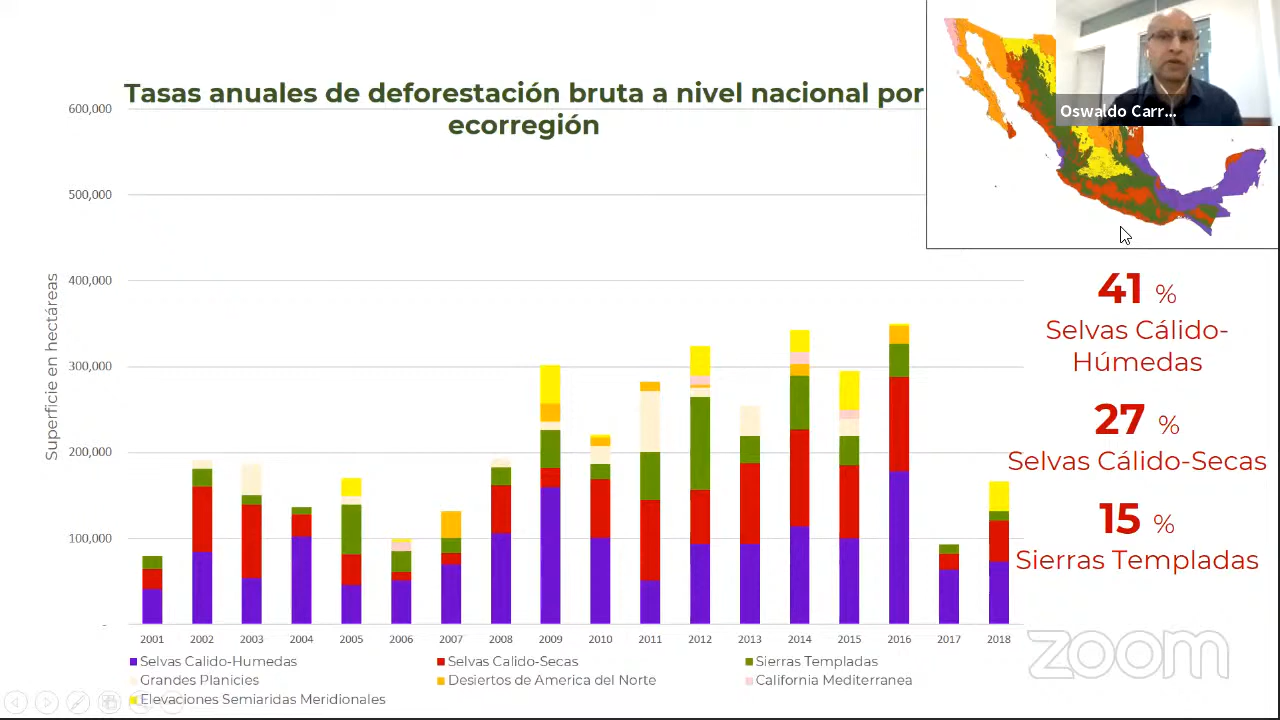 Tasas anuales de deforestación bruta a nivel nacional por
ecorregión
Oswaldo Carr...
600,000
500,000
400,000
300,000
200,000
100,000
-
Superficie en hectáreas
2001 2002 2003 2004 2005 2006 2007 2008 2009 2010 2011 2012 2013 2014 2015 2016 2017 2018
Selvas Calido-Humedas Selvas Calido-Secas Sierras Templadas
Grandes Planicies Desiertos de America del Norte California Mediterranea
Elevaciones Semiaridas Meridionales
41 %
Selvas Cálido-
Húmedas
27 %
Selvas Cálido-Secas
15 %
Sierras Templadas
zoom